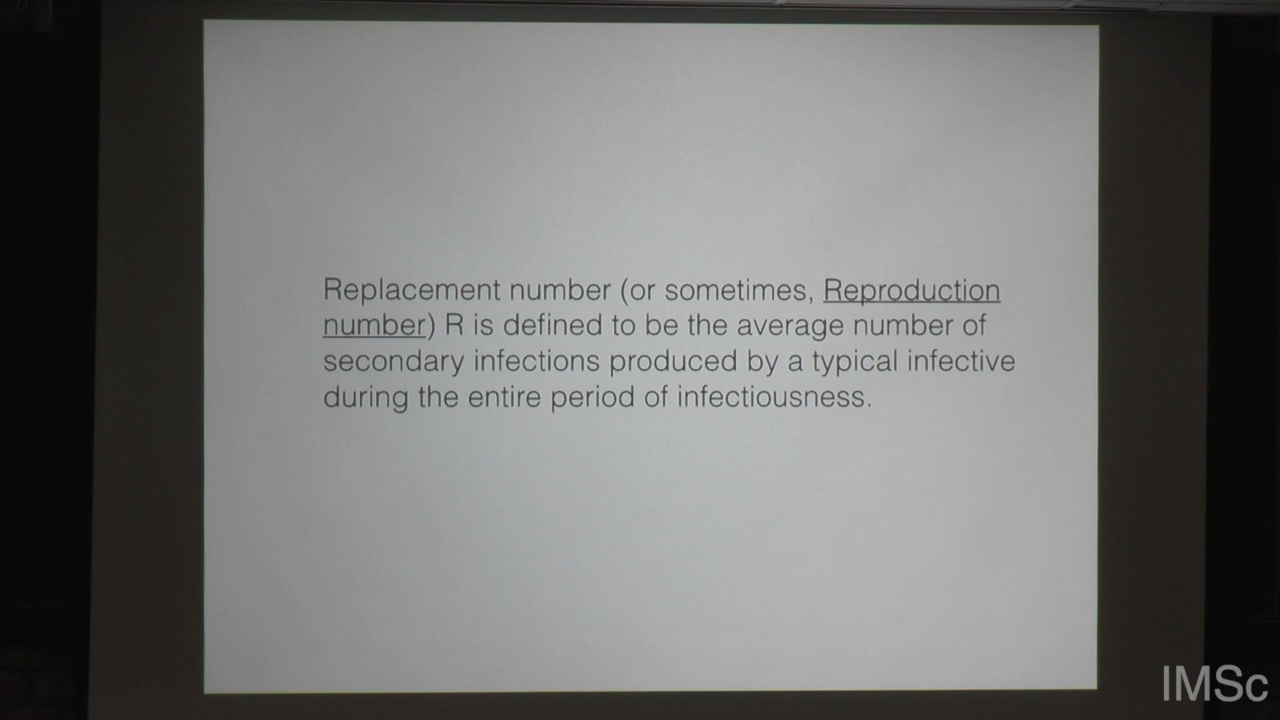 Replacement number (or sometimes, Reproduction
number) R is defined to be the average number of
secondary infections produced by a typical infective
during the entire period of infectiousness.
IMSc